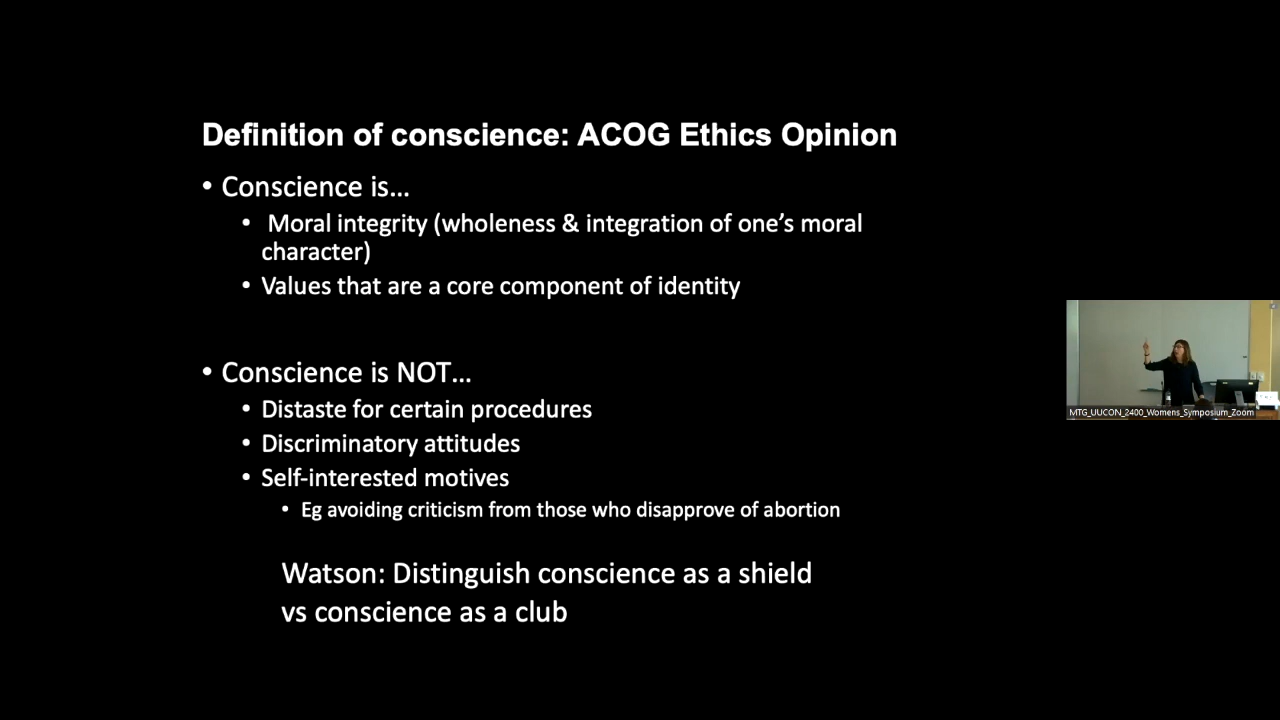 Definition of conscience: ACOG Ethics Opinion
• Conscience is…
• Moral integrity (wholeness & integration of one’s moral
character)
• Values that are a core component of identity
• Conscience is NOT…
• Distaste for certain procedures
• Discriminatory attitudes
• Self-interested motives
• Eg avoiding criticism from those who disapprove of abortion
Watson: Distinguish conscience as a shield
vs conscience as a club
MTG_UUCON_2400_Womens_Symposium_Zoom